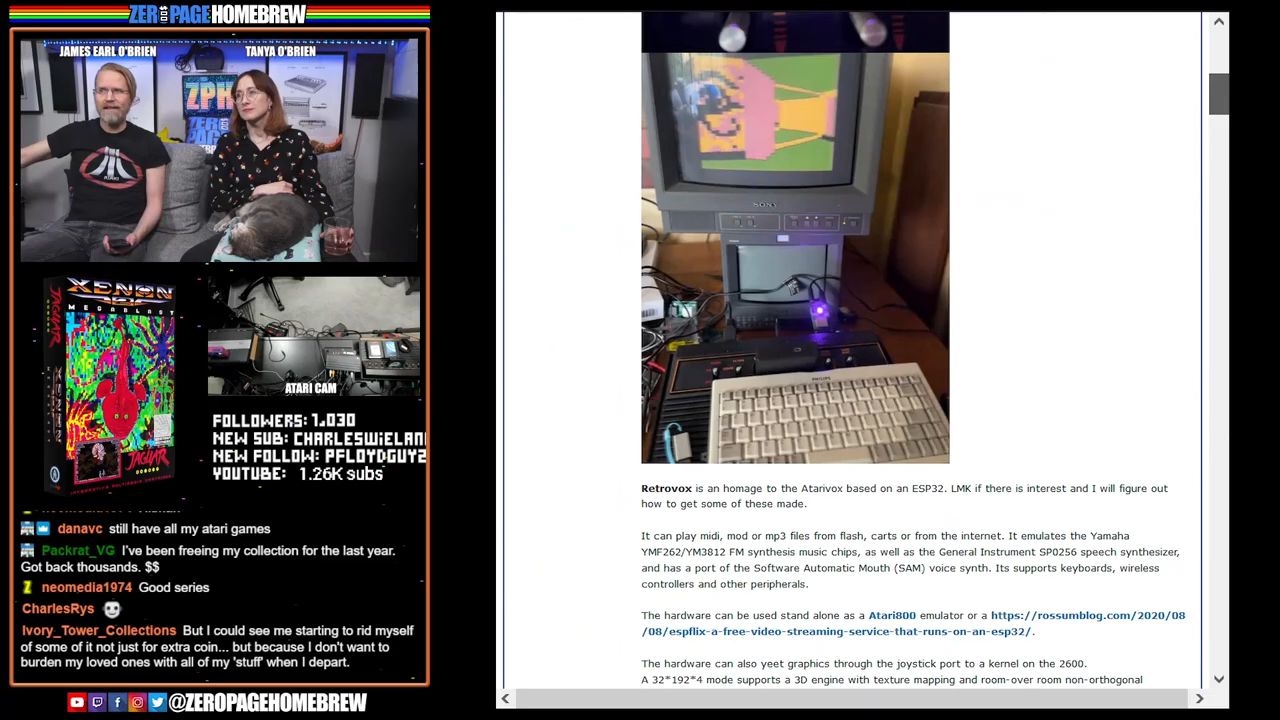 ZERO PAGE HOMEBREW
JAMES EARL O'BRIEN
TANYA O'BRIEN
ATARI
ZPH
XENON
MEGABLAST
JAGUAR
JAGUAR
ATARI CAM
FOLLOWERS: 1,030
NEW SUB: CHARLESWIELAN
NEW FOLLOW: PFLOYDGUY2
YOUTUBE: 1.26K subs
danavc still have all my atari games
Packrat_VG I've been freeing my collection for the last year.
Got back thousands. $$
neomedia1974 Good series
CharlesRys
Ivory_Tower_Collections But I could see me starting to rid myself
of some of it not just for extra coin... but because I don't want to
burden my loved ones with all of my 'stuff' when I depart.
@ZEROPAGEHOMEBREW
SONY
Retrovox is an homage to the Atarivox based on an ESP32. LMK if there is interest and I will figure out
how to get some of these made.
It can play midi, mod or mp3 files from flash, carts or from the internet. It emulates the Yamaha
YMF262/YM3812 FM synthesis music chips, as well as the General Instrument SP0256 speech synthesizer,
and has a port of the Software Automatic Mouth (SAM) voice synth. Its supports keyboards, wireless
controllers and other peripherals.
The hardware can be used stand alone as a Atari800 emulator or a https://rossumblog.com/2020/08
/08/espflix-a-free-video-streaming-service-that-runs-on-an-esp32/.
The hardware can also yeet graphics through the joystick port to a kernel on the 2600.
A 32*192*4 mode supports a 3D engine with texture mapping and room-over room non-orthogonal